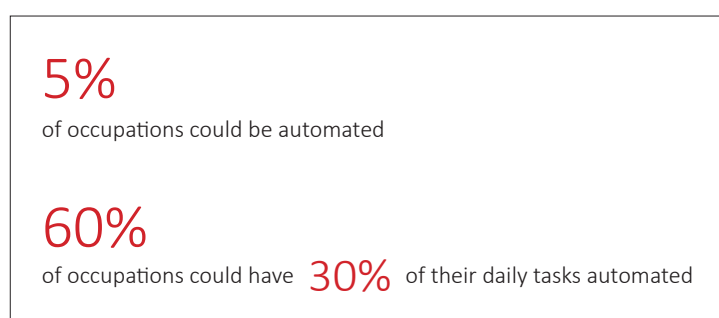 5%
of occupations could be automated
60%
of occupations could have 30% of their daily tasks automated